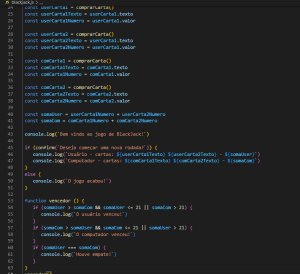 blackjack.js > ...
24 const userCarta1 = comprarCarta()
25 const userCarta1Texto = userCarta1.texto
26 const userCarta1Numero = userCarta1.valor
27
28 const userCarta2 = comprarCarta()
29 const userCarta2Texto = userCarta2.texto
30 const userCarta2Numero = userCarta2.valor
31
32 const comCarta1 = comprarCarta()
33 const comCarta1Texto = comCarta1.texto
34 const comCarta1Numero = comCarta1.valor
35
36 const comCarta2 = comprarCarta()
37 const comCarta2Texto = comCarta2.texto
38 const comCarta2Numero = comCarta2.valor
39
40 const somaUser = userCarta1Numero + userCarta2Numero
41 const somaCom = comCarta1Numero + comCarta2Numero
42
43 console.log("Bem vindo ao jogo de BlackJack!")
44
45 if (confirm("Deseja começar uma nova rodada?")) {
46 console.log(`Usuário - cartas: ${userCarta1Texto} ${userCarta2Texto} - ${somaUser}`)
47 console.log(`Computador - cartas: ${comCarta1Texto} ${comCarta2Texto} - ${somaCom}`)
48 }
49 else {
50 console.log("O jogo acabou!")
51 }
52
53 function vencedor () {
54 if (somaUser > somaCom && somaUser <= 21 || somaCom > 21) {
55 console.log("O usuário venceu!")
56 }
57 if (somaCom > somaUser && somaCom <= 21 || somaUser > 21) {
58 console.log("O computador venceu!")
59 }
60 if (somaUser === somaCom) {
61 console.log("Houve empate!")
62 }
63 }